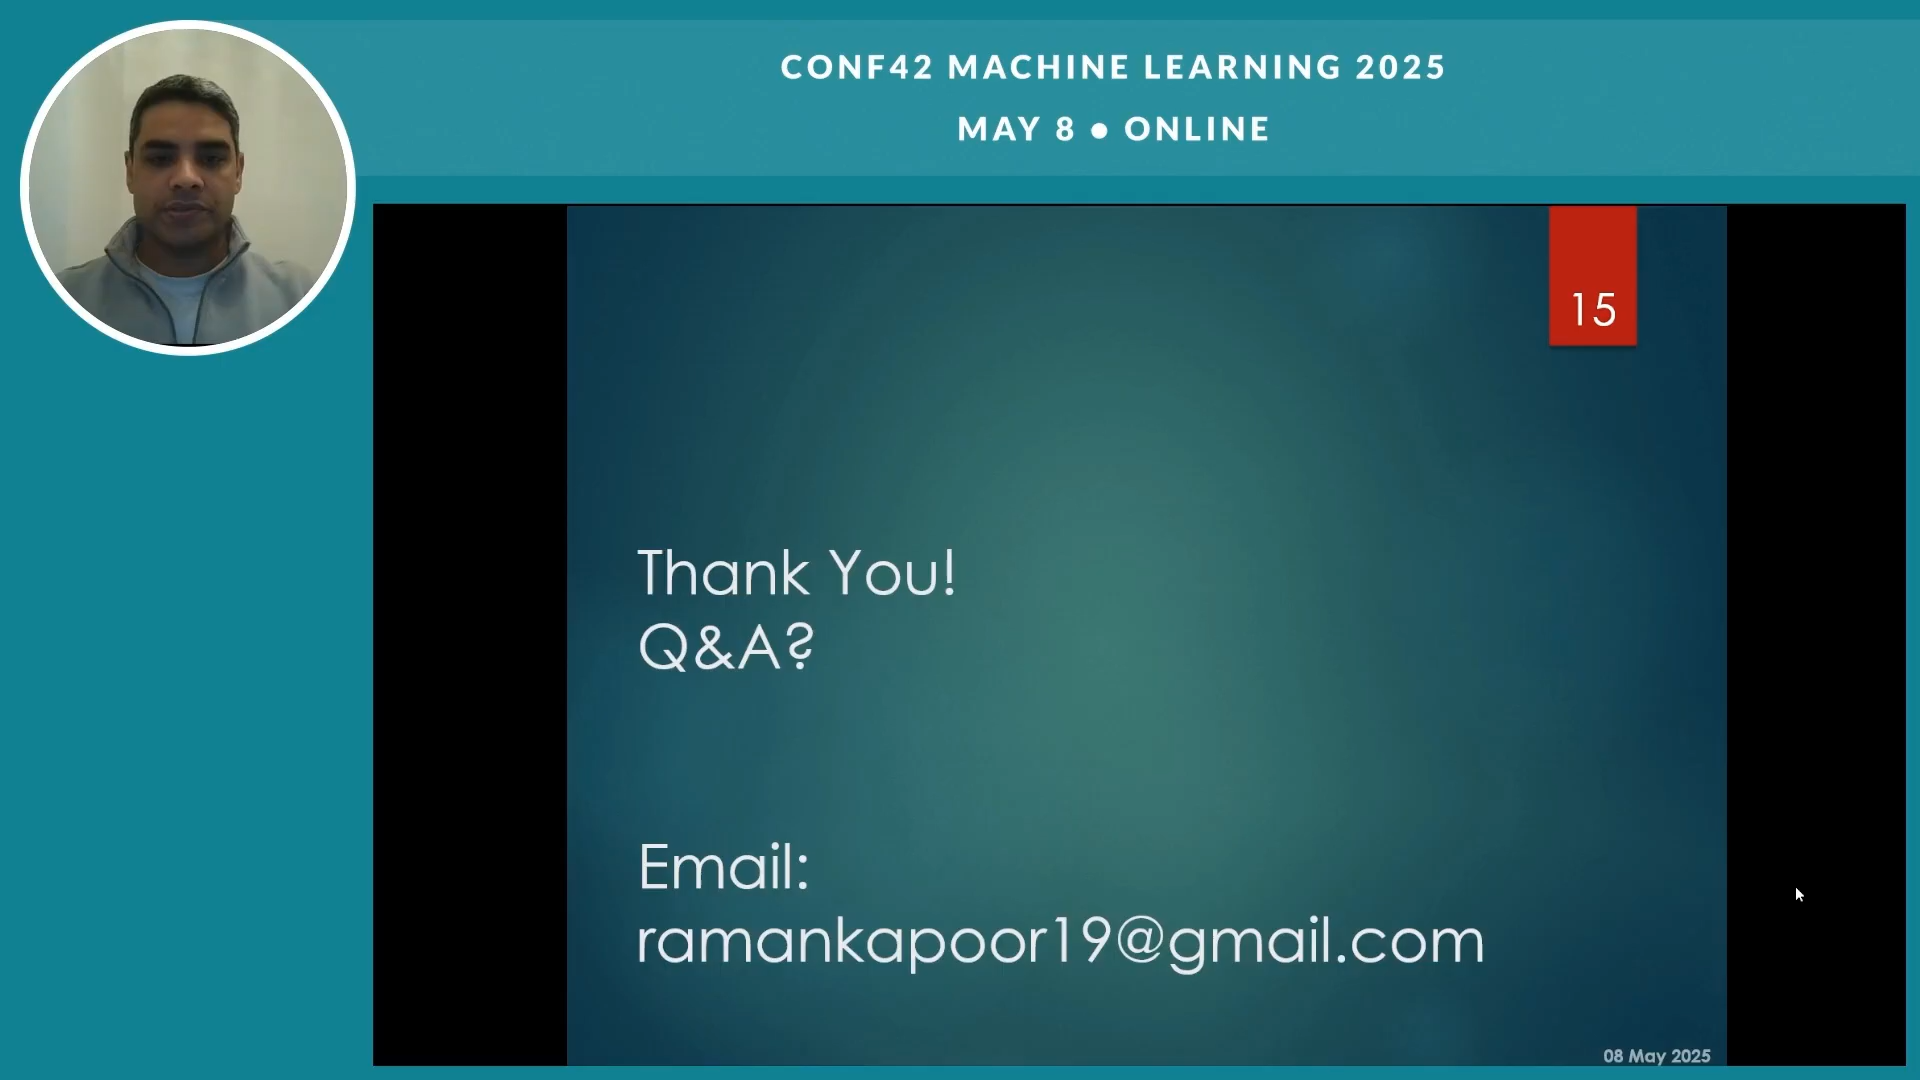 CONF42 MACHINE LEARNING 2025
MAY 8 ● ONLINE
15
Thank You!
Q&A?
Email:
ramankapoor19@gmail.com
08 May 2025